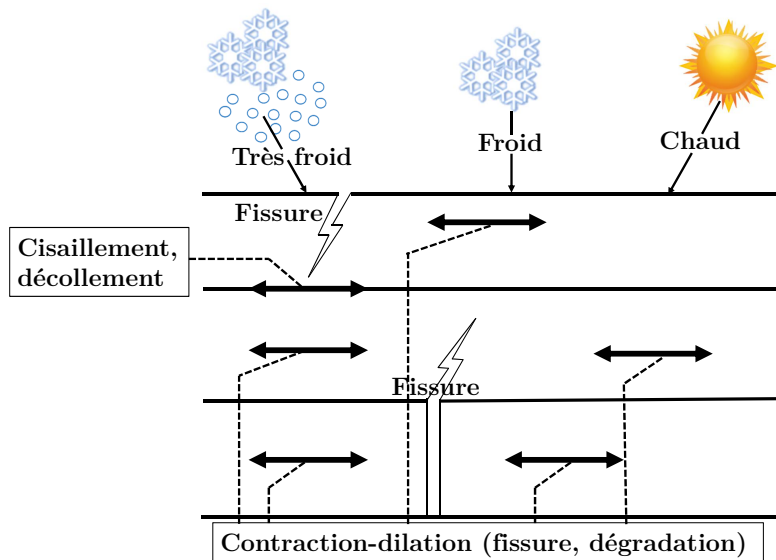 Très froid
Froid
Chaud
Fissure
Cisaillement,
décollement
Fissure
Contraction-dilation (fissure, dégradation)